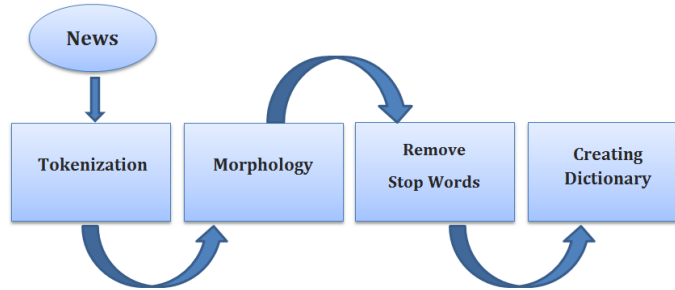 News
Tokenization
Morphology
Remove
Stop Words
Creating
Dictionary